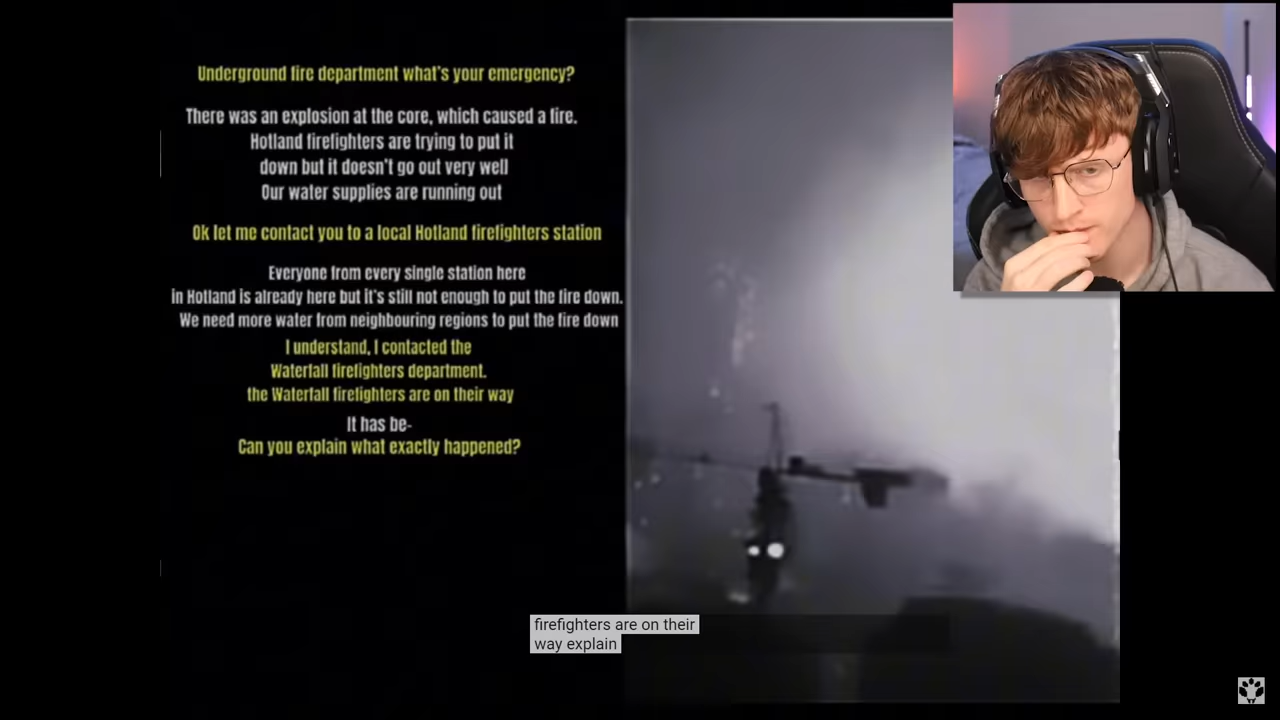 Underground fire department what's your emergency?
There was an explosion at the core, which caused a fire.
Hotland firefighters are trying to put it
down but it doesn't go out very well
Our water supplies are running out
Ok let me contact you to a local Hotland firefighters station
Everyone from every single station here
in Hotland is already here but it's still not enough to put the fire down.
We need more water from neighbouring regions to put the fire down
I understand, I contacted the
Waterfall firefighters department.
the Waterfall firefighters are on their way
It has be-
Can you explain what exactly happened?
firefighters are on their
way explain